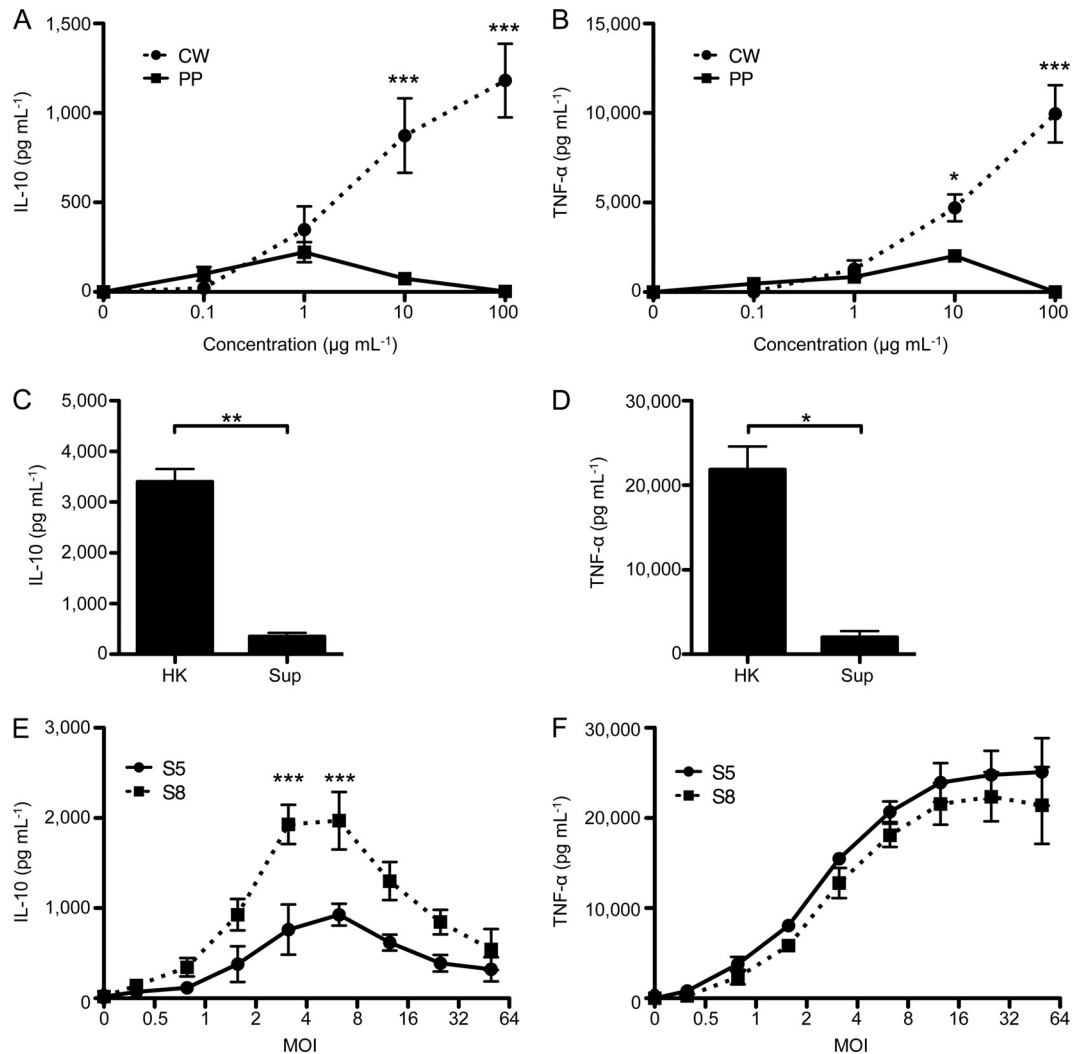 A
IL-10 (pg mL-1)
1,500
1,000
500
0
CW
PP
***
***
0 0.1 1 10 100
Concentration (µg mL-1)
B
TNF-α (pg mL-1)
15,000
10,000
5,000
0
CW
PP
*
***
0 0.1 1 10 100
Concentration (µg mL-1)
C
IL-10 (pg mL-1)
5,000
4,000
3,000
2,000
1,000
0
**
HK Sup
D
TNF-α (pg mL-1)
30,000
20,000
10,000
0
*
HK Sup
E
IL-10 (pg mL-1)
3,000
2,000
1,000
0
S5
S8
*** ***
0 0.5 1 2 4 8 16 32 64
MOI
F
TNF-α (pg mL-1)
30,000
20,000
10,000
0
S5
S8
0 0.5 1 2 4 8 16 32 64
MOI